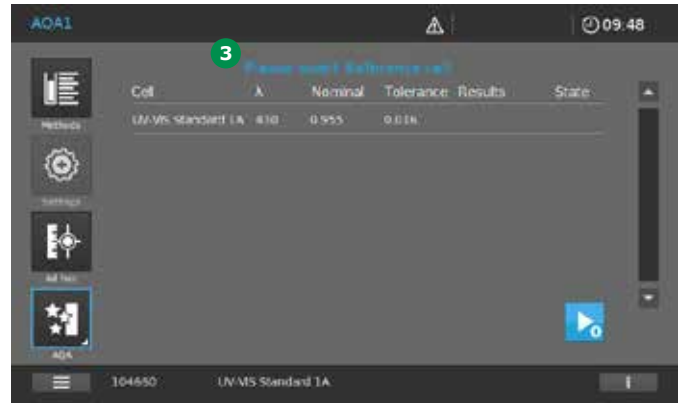 AQA1 09:48
3
Please insert Reference cell
Cell λ Nominal Tolerance Results State
UV-VIS Standard 1A 430 0.955 0.016
Methods
Settings
AQA
0
104650 UV-VIS Standard 1A
i